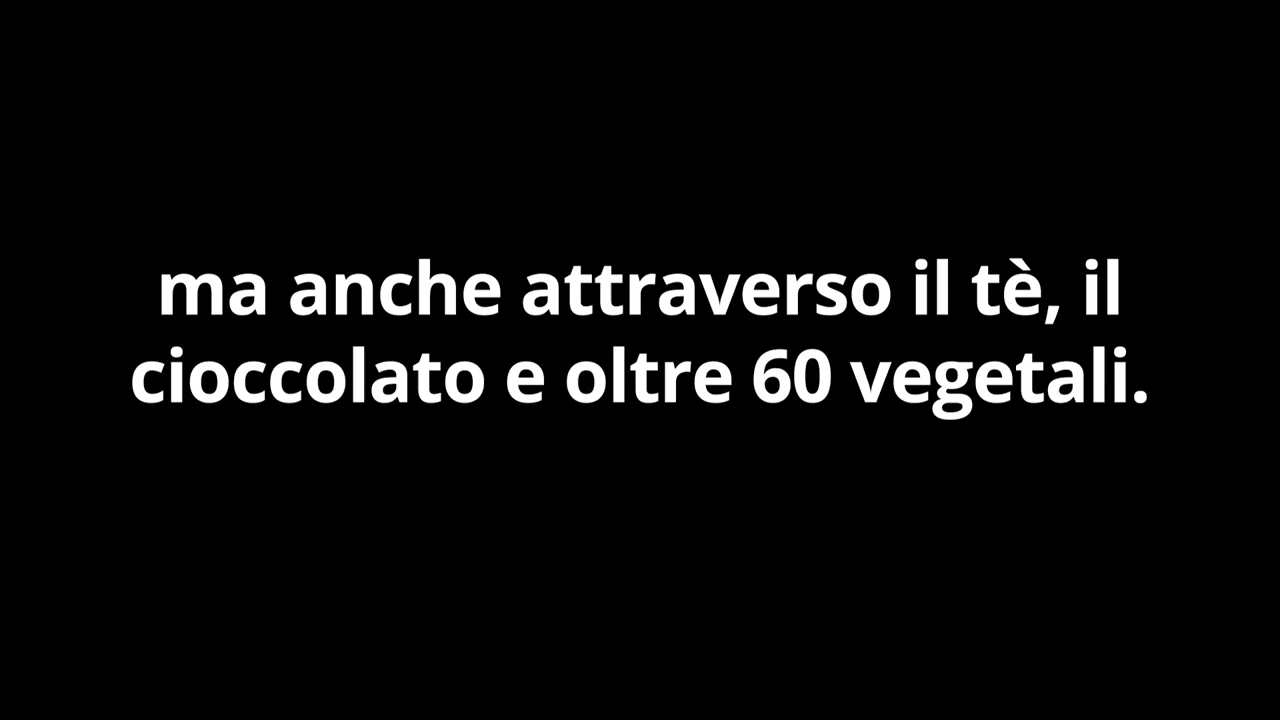 ma anche attraverso il tè, il
cioccolato e oltre 60 vegetali.